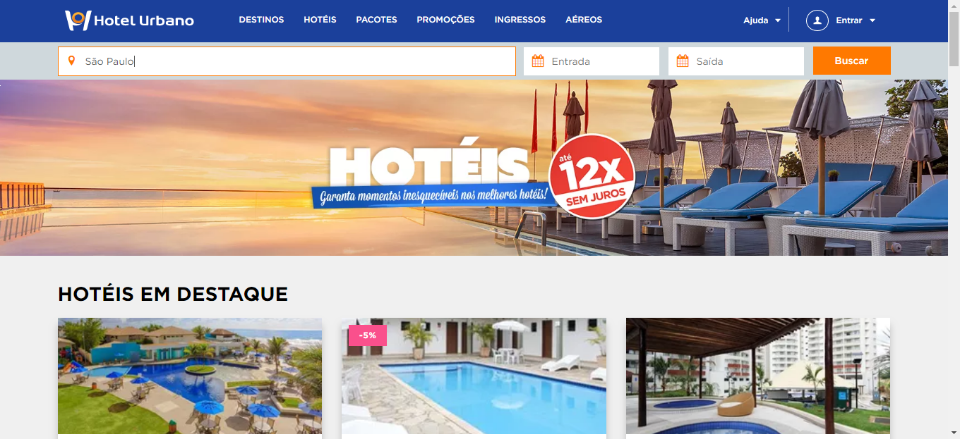 Hotel Urbano
DESTINOS HOTÉIS PACOTES PROMOÇÕES INGRESSOS AÉREOS
Ajuda Entrar
São Paulo Entrada Saída Buscar
HOTÉIS
Garanta momentos inesquecíveis nos melhores hotéis!
até
12x
SEM JUROS
HOTÉIS EM DESTAQUE
-5%